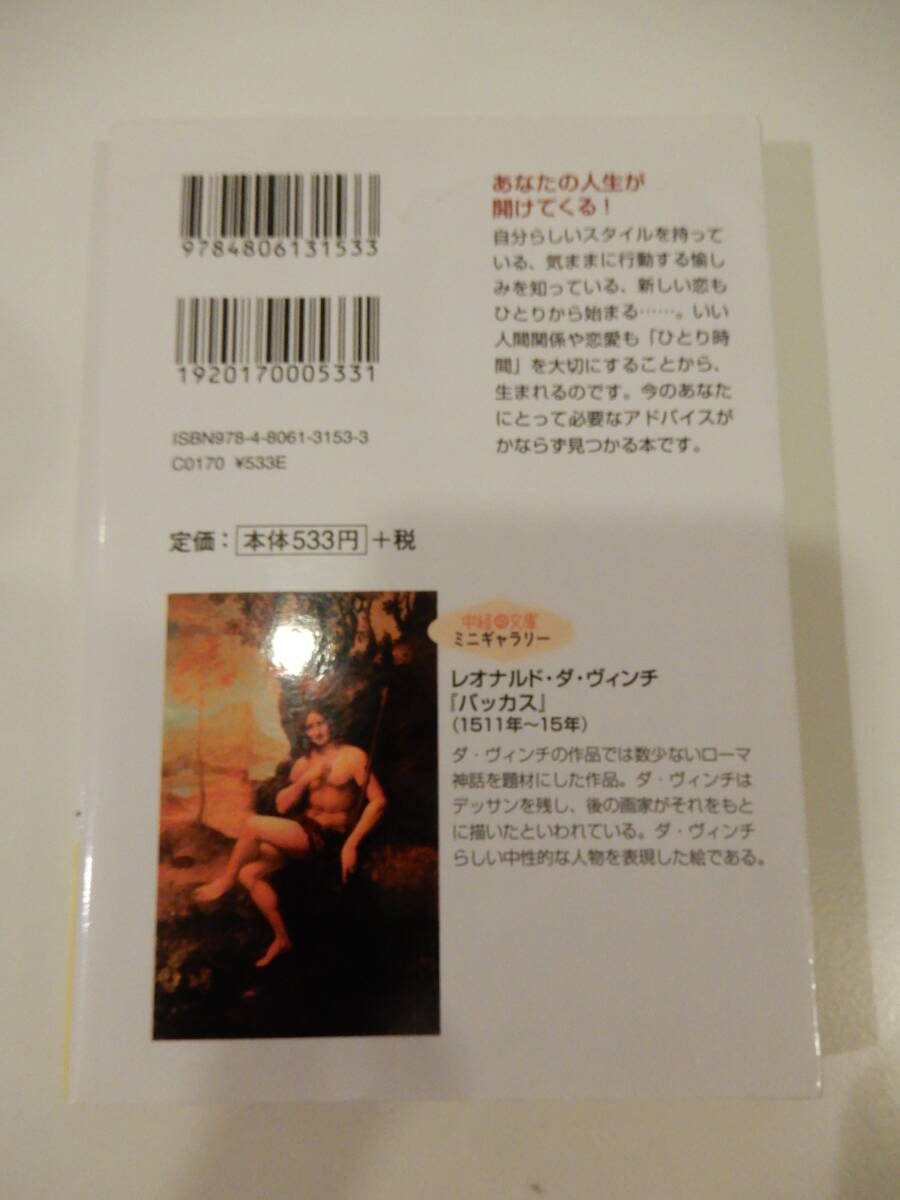 9784806131533
1920170005331
ISBN978-4-8061-3153-3
C0170 ¥533E
定価：本体533円+税
あなたの人生が
開けてくる！
自分らしいスタイルを持って
いる、気ままに行動する愉し
みを知っている、新しい恋も
ひとりから始まる……。いい
人間関係や恋愛も「ひとり時
間」を大切にすることから、
生まれるのです。今のあなた
にとって必要なアドバイスが
かならず見つかる本です。
中経の文庫
ミニギャラリー
レオナルド・ダ・ヴィンチ
『バッカス』
(1511年〜15年)
ダ・ヴィンチの作品では数少ないローマ
神話を題材にした作品。ダ・ヴィンチは
デッサンを残し、後の画家がそれをもと
に描いたといわれている。ダ・ヴィンチ
らしい中性的な人物を表現した絵である。